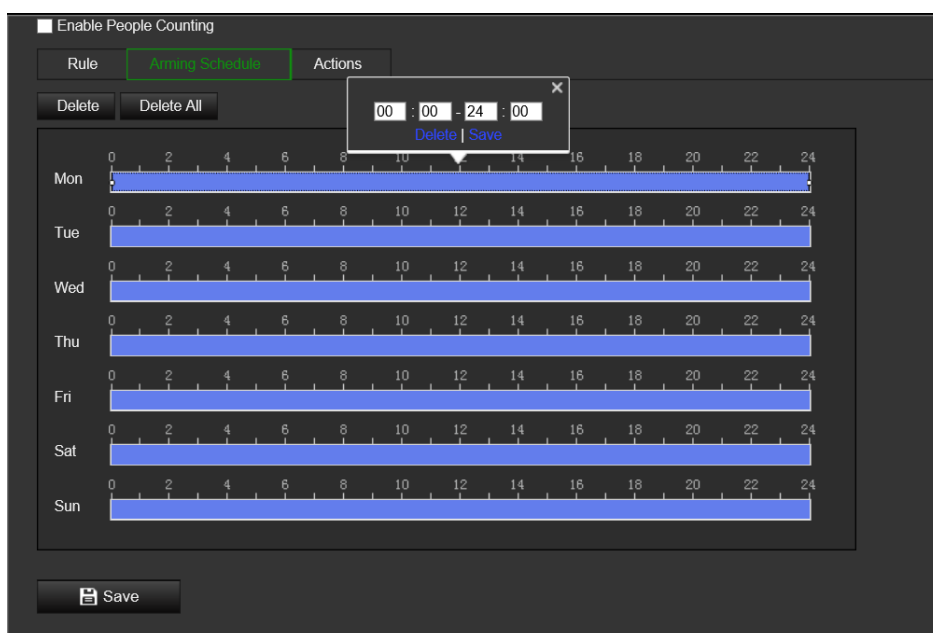 Enable People Counting
Rule Arming Schedule Actions
Delete Delete All
00 : 00 - 24 : 00
Delete | Save
0 2 4 6 8 10 14 16 18 20 22 24
Mon
0 2 4 6 8 10 12 14 16 18 20 22 24
Tue
0 2 4 6 8 10 12 14 16 18 20 22 24
Wed
0 2 4 6 8 10 12 14 16 18 20 22 24
Thu
0 2 4 6 8 10 12 14 16 18 20 22 24
Fri
0 2 4 6 8 10 12 14 16 18 20 22 24
Sat
0 2 4 6 8 10 12 14 16 18 20 22 24
Sun
Save